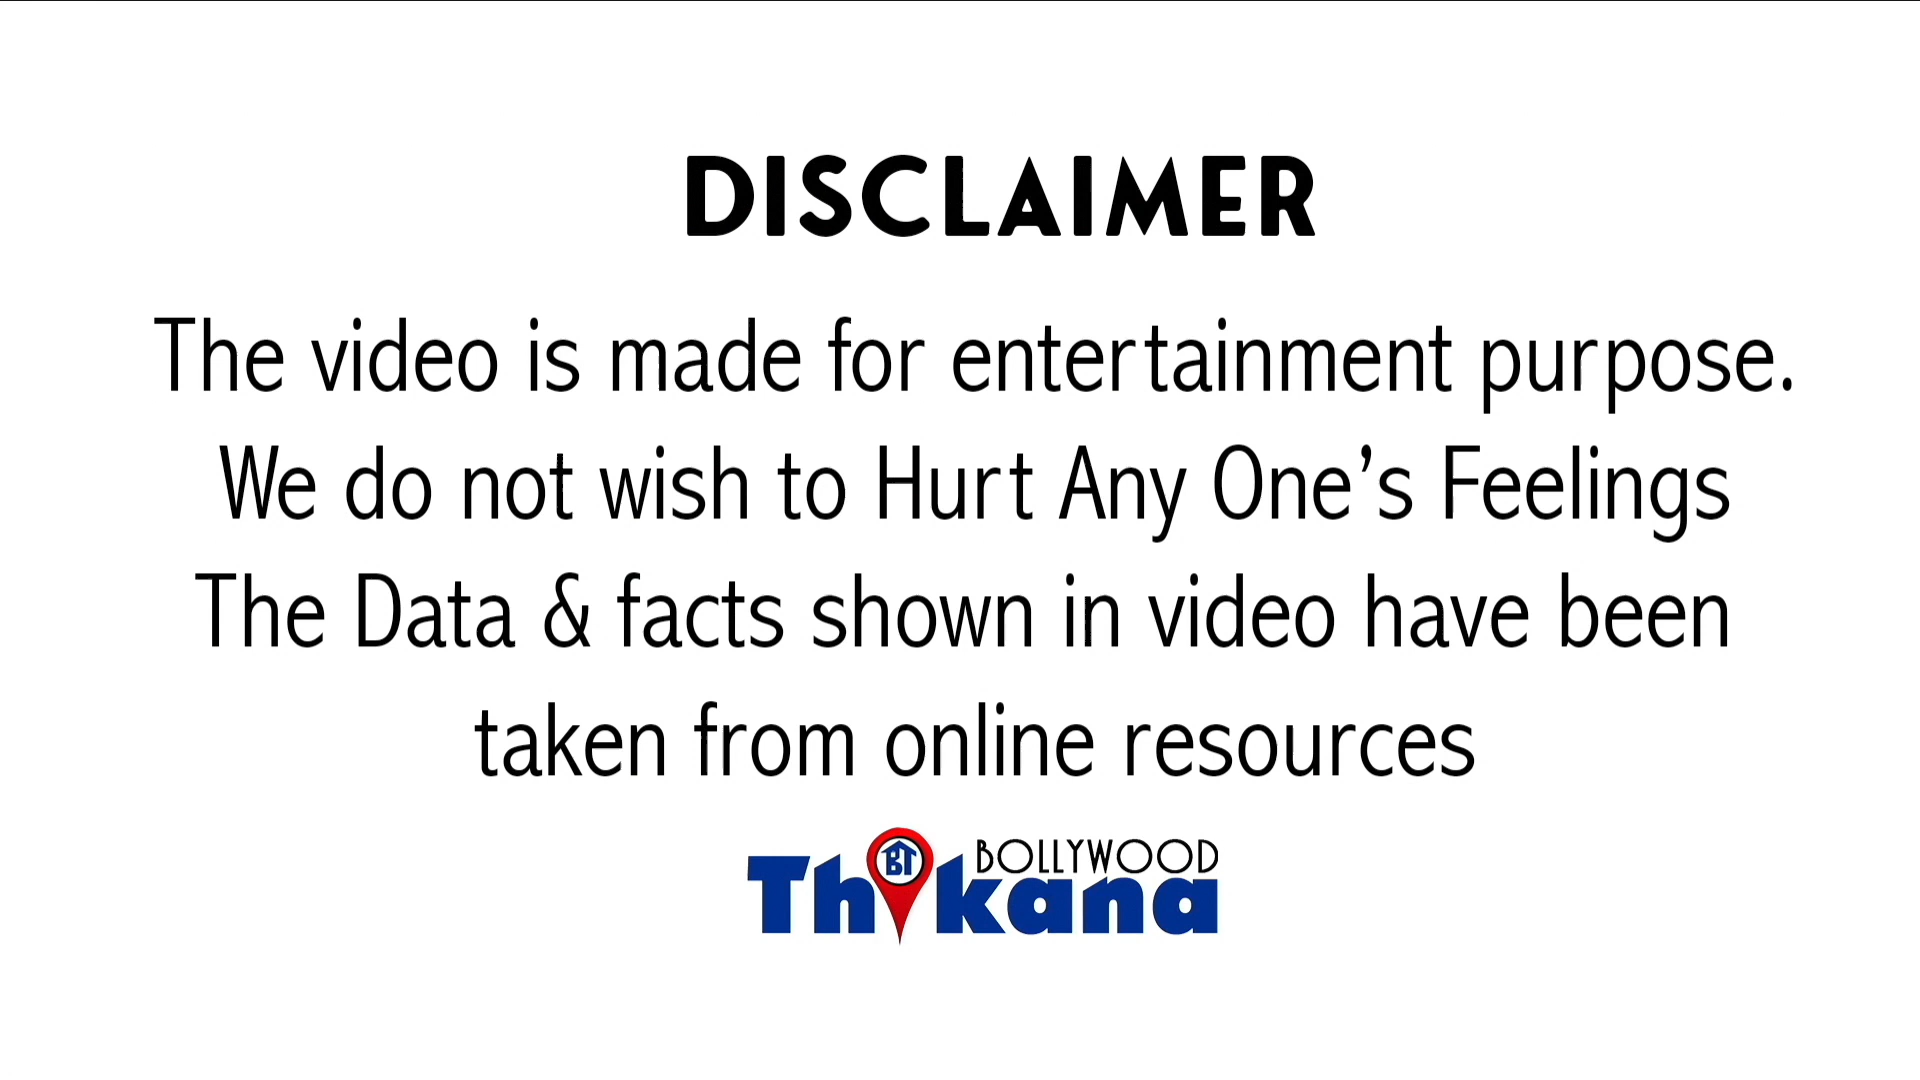 DISCLAIMER
The video is made for entertainment purpose.
We do not wish to Hurt Any One’s Feelings
The Data & facts shown in video have been
taken from online resources
BOLLYWOOD
BT
Thikana